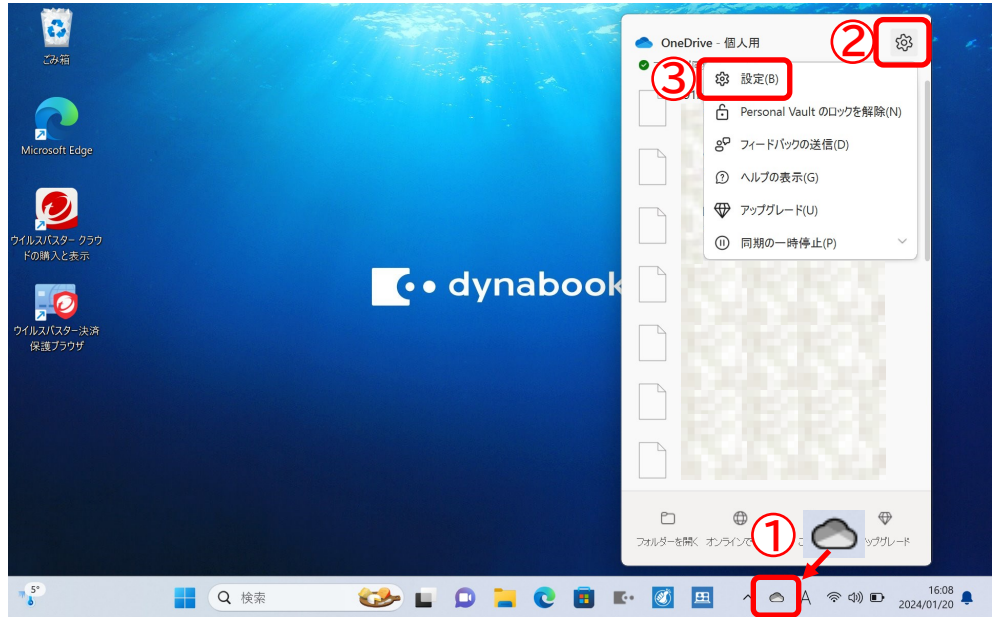 ごみ箱
Microsoft Edge
ウイルスバスター クラウ
ドの購入と表示
ウイルスバスター決済
保護ブラウザ
dynabook
OneDrive - 個人用
②
③
設定(B)
Personal Vault のロックを解除(N)
フィードバックの送信(D)
ヘルプの表示(G)
アップグレード(U)
同期の一時停止(P)
①
フォルダーを開く
オンラインで
ップグレード
5°
検索
A
16:08
2024/01/20